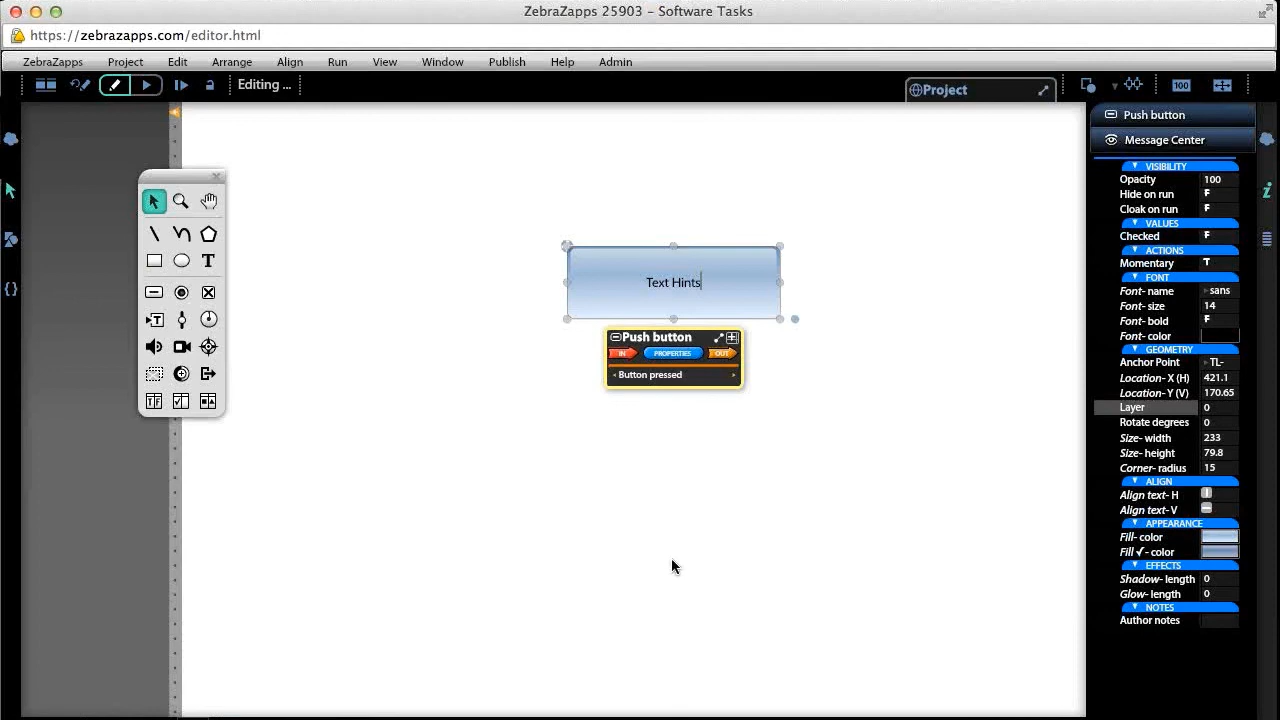 ZebraZapps 25903 – Software Tasks
https://zebrazapps.com/editor.html
ZebraZapps Project Edit Arrange Align Run View Window Publish Help Admin
Editing ...
Project
100
Push button
Message Center
VISIBILITY
Opacity 100
Hide on run F
Cloak on run F
VALUES
Checked F
ACTIONS
Momentary T
FONT
Font- name sans
Font- size 14
Font- bold F
Font- color
GEOMETRY
Anchor Point TL-
Location- X (H) 421.1
Location- Y (V) 170.65
Layer 0
Rotate degrees 0
Size- width 233
Size- height 79.8
Corner- radius 15
ALIGN
Align text- H
Align text- V
APPEARANCE
Fill- color
Fill ✓- color
EFFECTS
Shadow- length 0
Glow- length 0
NOTES
Author notes
T
T
TF
Text Hints
Push button
IN PROPERTIES OUT
Button pressed